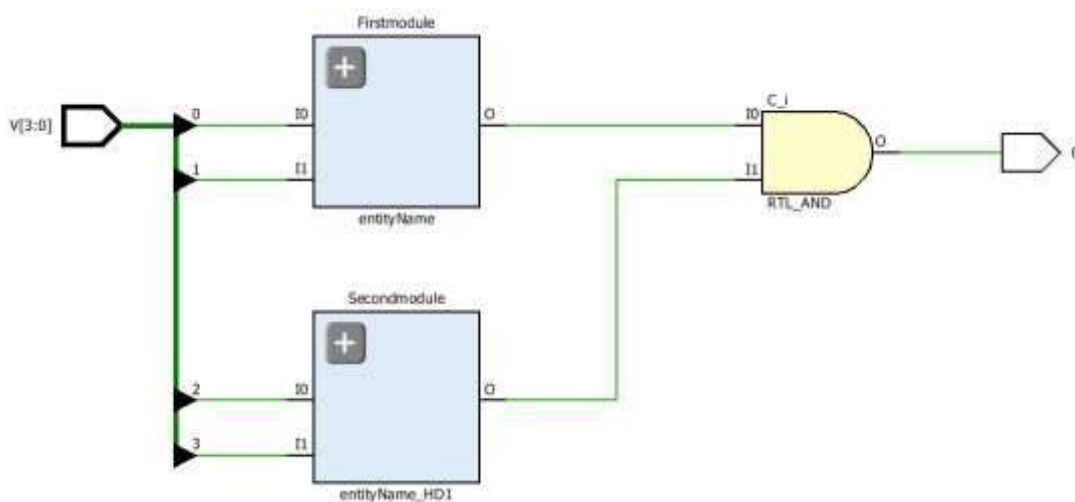 Firstmodule
V[3:0]
0
I0
O
1
I1
entityName
C_i
I0
O
I1
RTL_AND
Secondmodule
2
I0
O
3
I1
entityName_HD1